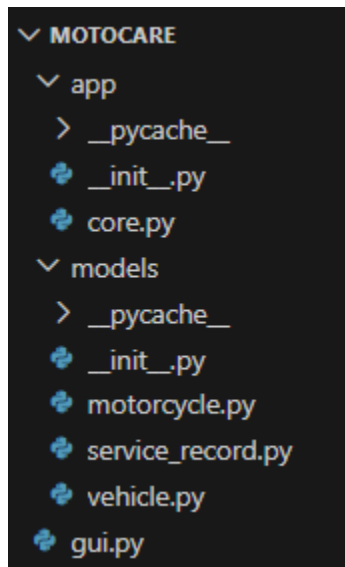 MOTOCARE
app
__pycache__
__init__.py
core.py
models
__pycache__
__init__.py
motorcycle.py
service_record.py
vehicle.py
gui.py